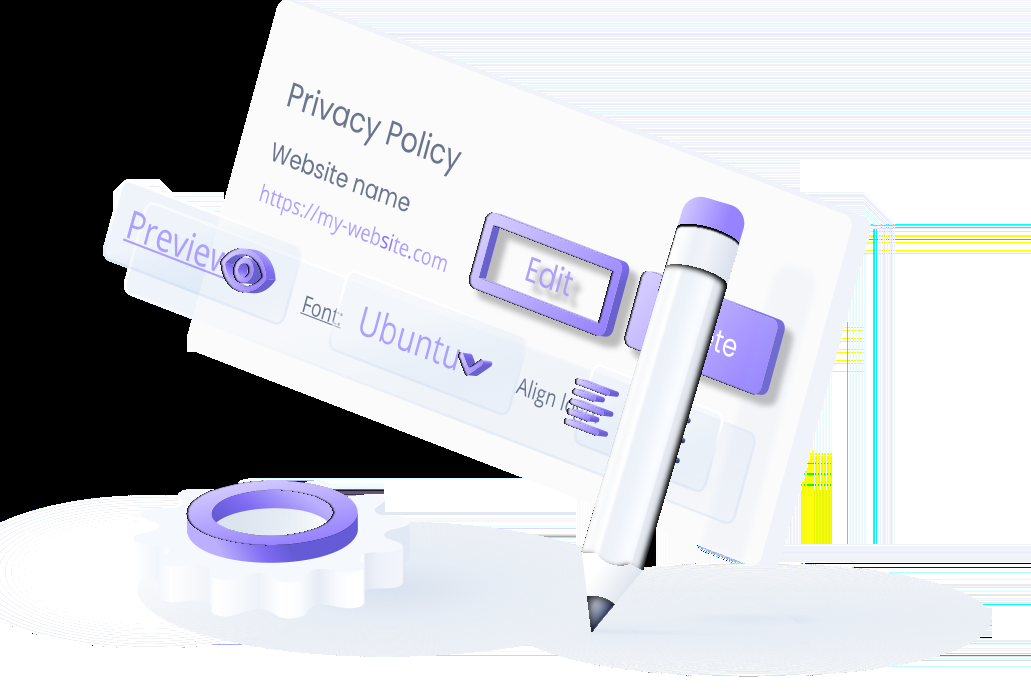 Privacy Policy
Website name
https://my-website.com
Preview
Edit
Font:
Ubuntu
Align